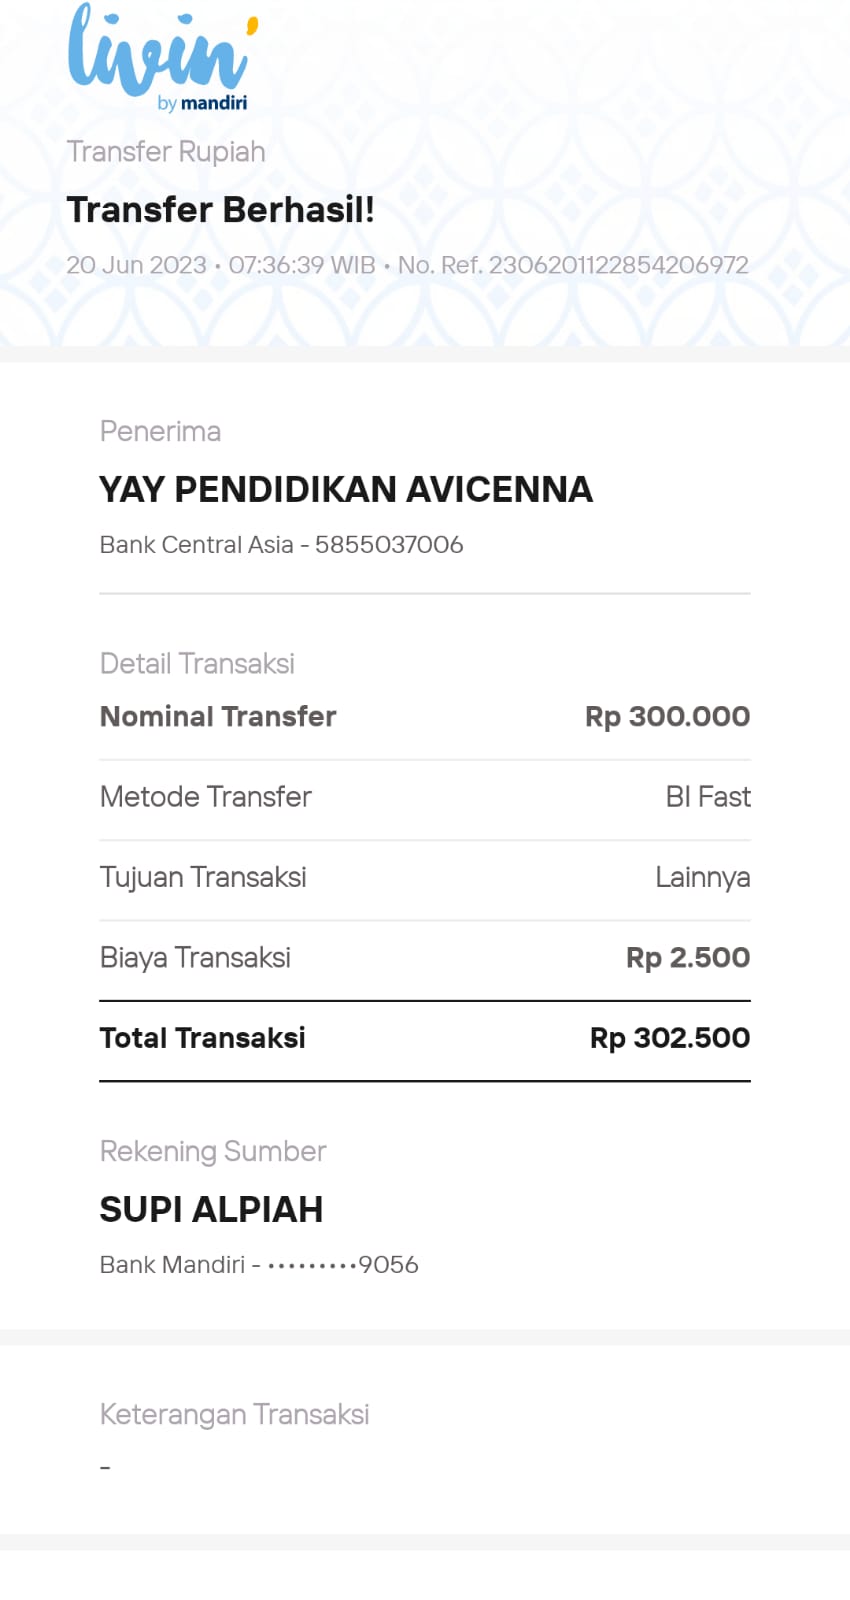 livin'
by mandiri
Transfer Rupiah
Transfer Berhasil!
20 Jun 2023 • 07:36:39 WIB • No. Ref. 2306201122854206972
Penerima
YAY PENDIDIKAN AVICENNA
Bank Central Asia - 5855037006
Detail Transaksi
Nominal Transfer Rp 300.000
Metode Transfer BI Fast
Tujuan Transaksi Lainnya
Biaya Transaksi Rp 2.500
Total Transaksi Rp 302.500
Rekening Sumber
SUPI ALPIAH
Bank Mandiri - •••••••••9056
Keterangan Transaksi
-